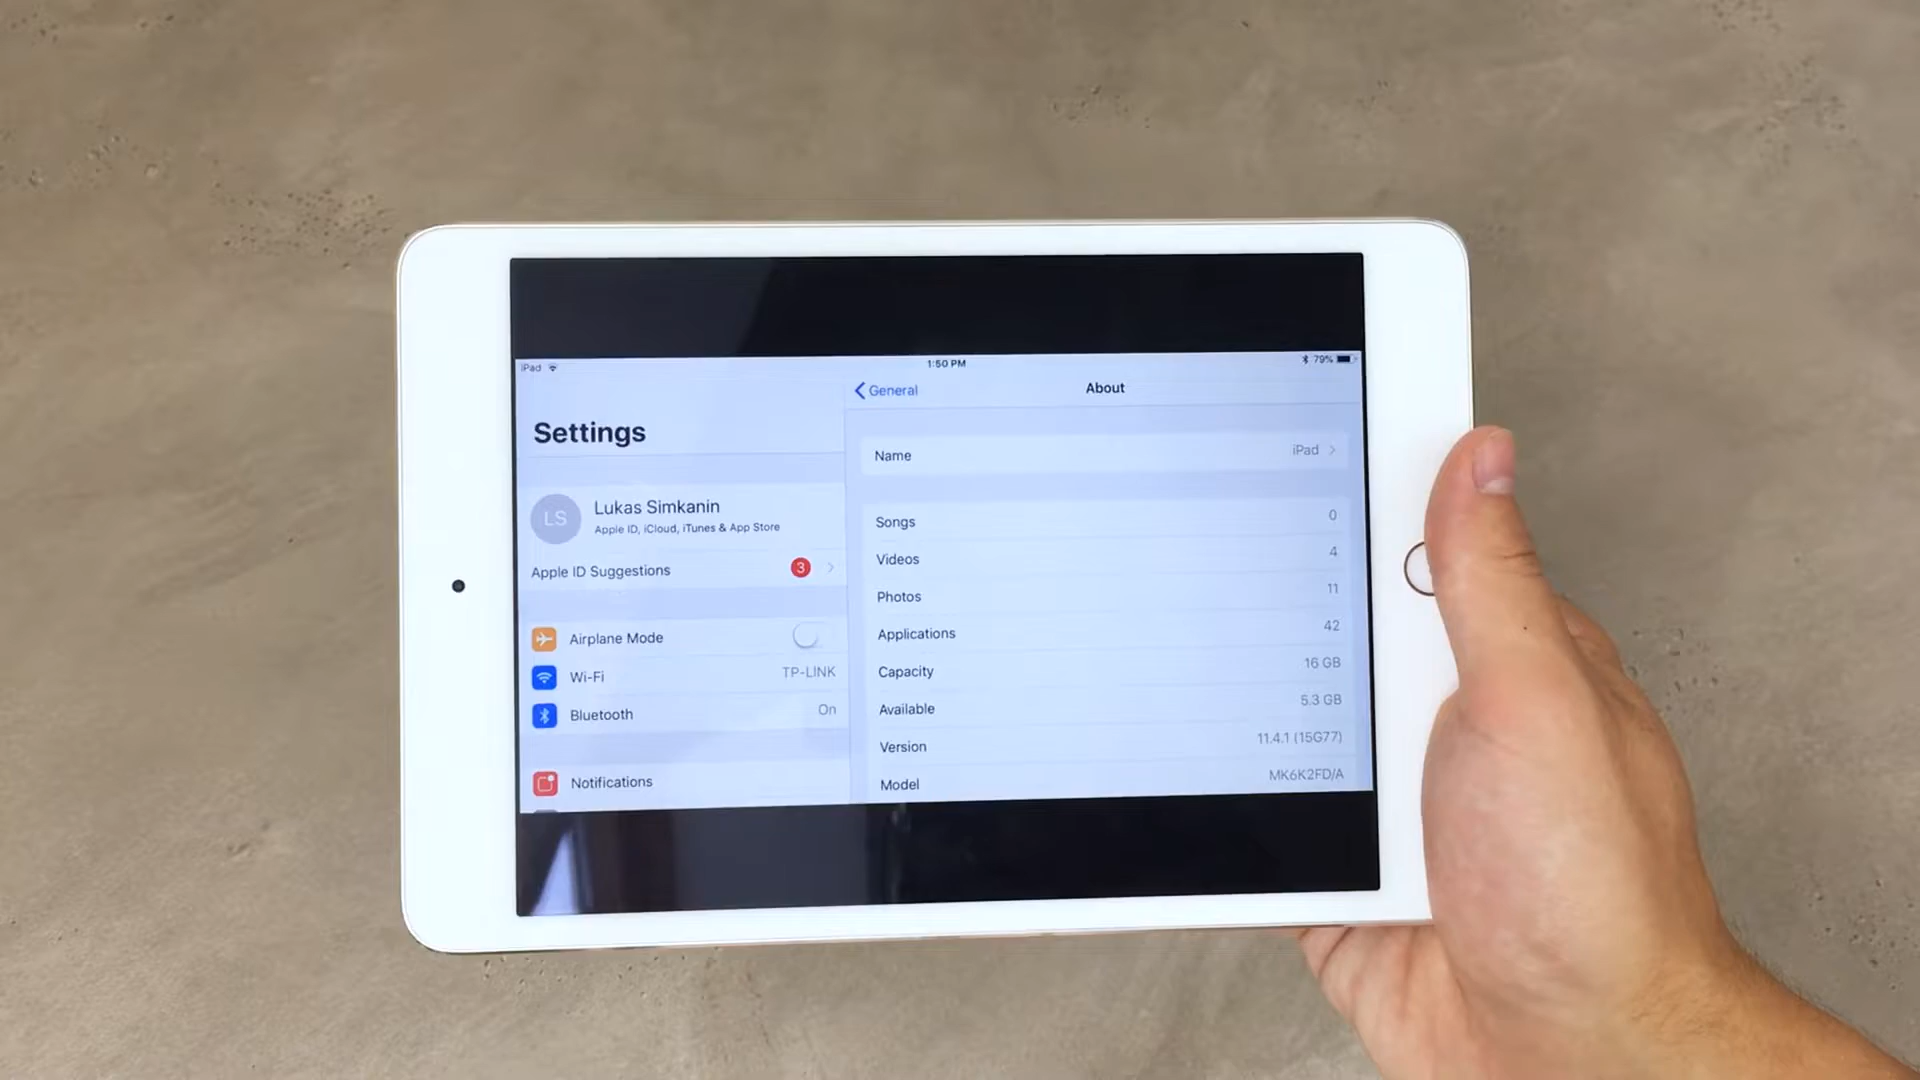 iPad
1:50 PM
79%
Settings
General
About
Name
iPad
LS
Lukas Simkanin
Apple ID, iCloud, iTunes & App Store
Apple ID Suggestions
3
Airplane Mode
Wi-Fi
TP-LINK
Bluetooth
On
Notifications
Songs
0
Videos
4
Photos
11
Applications
42
Capacity
16 GB
Available
5.3 GB
Version
11.4.1 (15G77)
Model
MK6K2FD/A